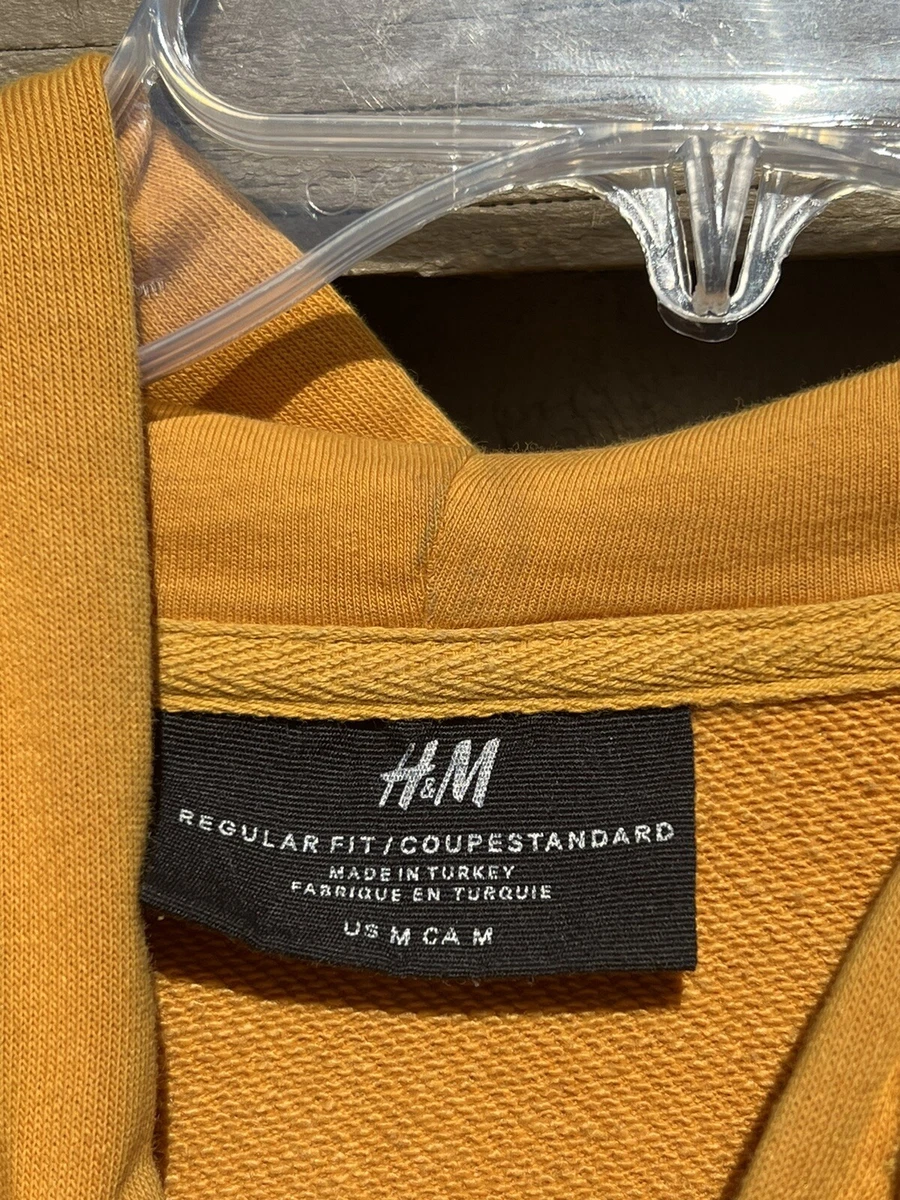 H&M
REGULAR FIT/COUPESTANDARD
MADE IN TURKEY
FABRIQUE EN TURQUIE
US M CA M